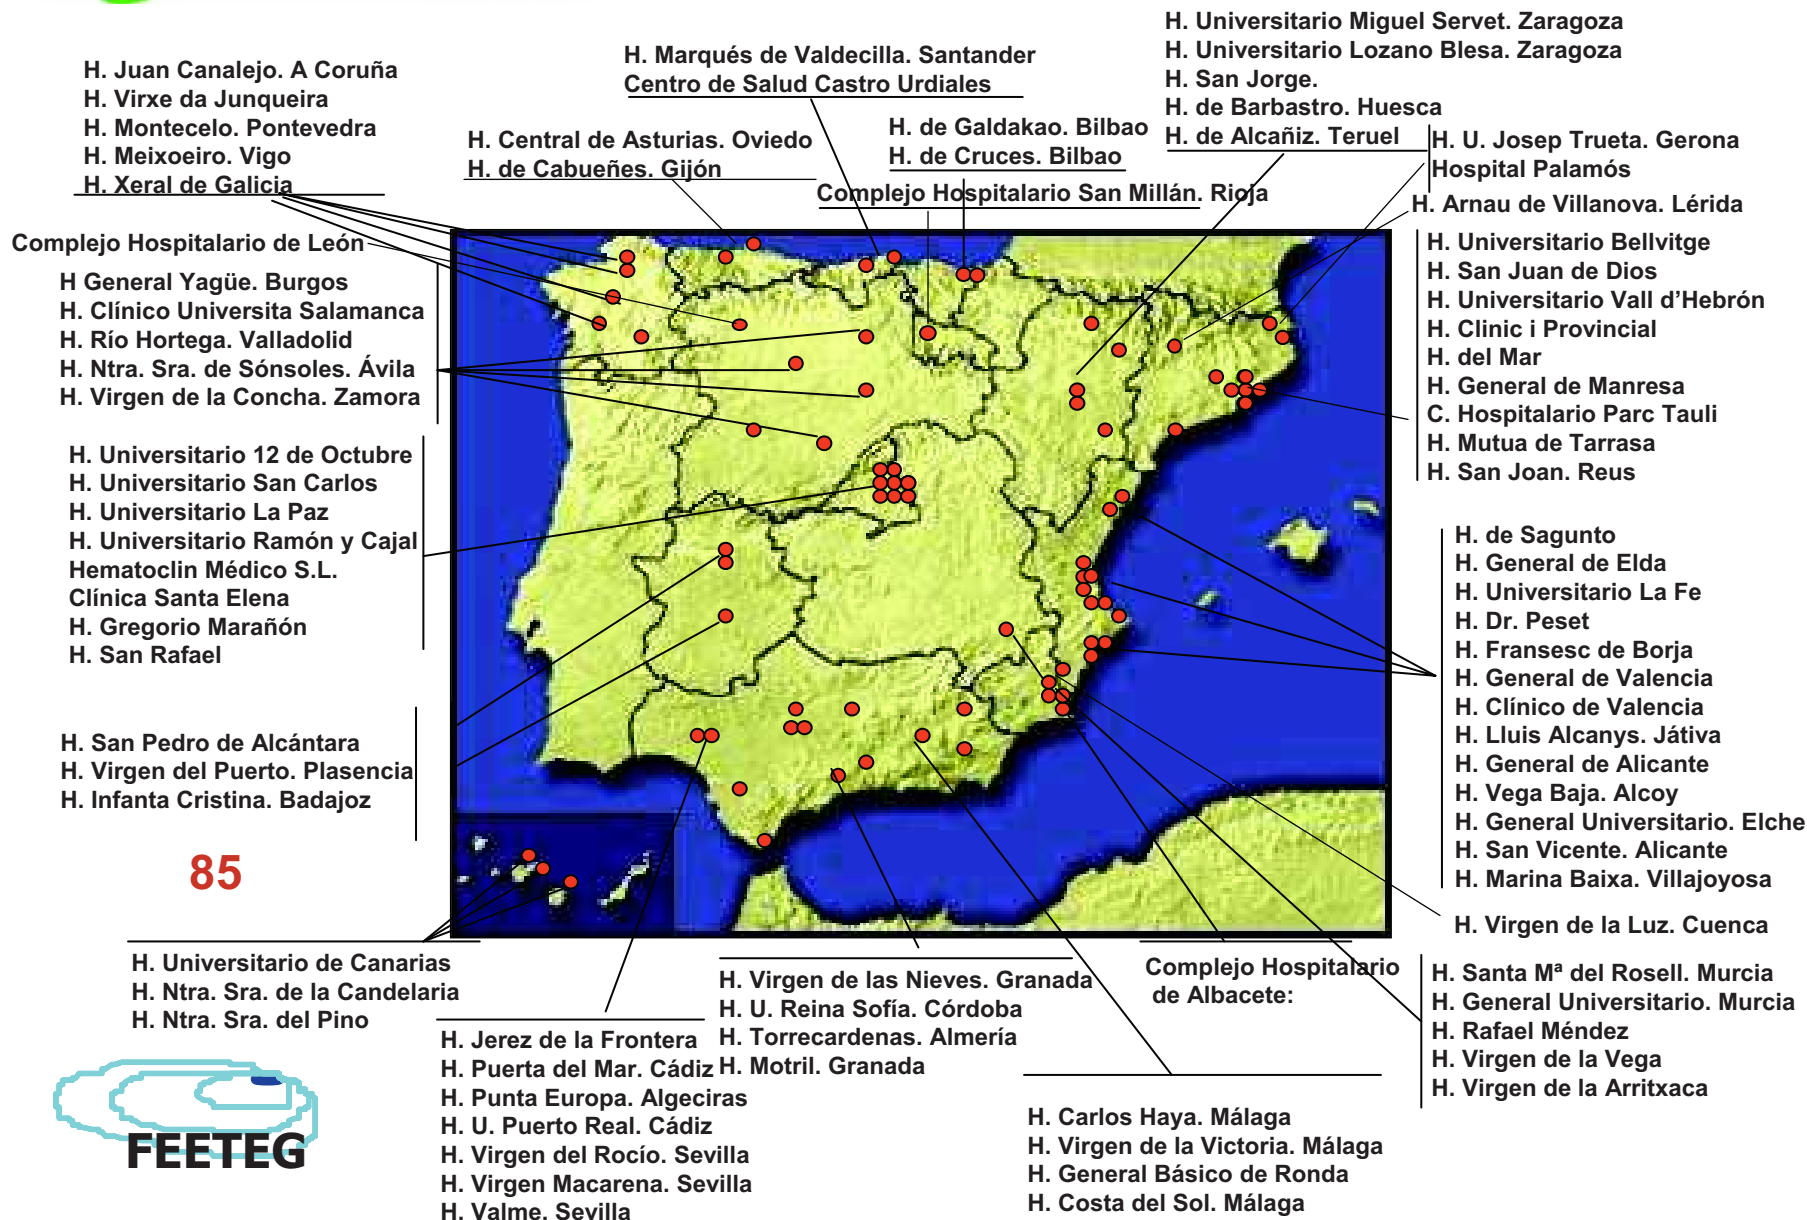 H. Universitario Miguel Servet. Zaragoza
H. Universitario Lozano Blesa. Zaragoza
H. San Jorge.
H. de Barbastro. Huesca
H. de Alcañiz. Teruel
H. Marqués de Valdecilla. Santander
Centro de Salud Castro Urdiales
H. Juan Canalejo. A Coruña
H. Virxe da Junqueira
H. Montecelo. Pontevedra
H. Meixoeiro. Vigo
H. Xeral de Galicia
H. Central de Asturias. Oviedo
H. de Cabueñes. Gijón
H. de Galdakao. Bilbao
H. de Cruces. Bilbao
Complejo Hospitalario San Millán. Rioja
H. U. Josep Trueta. Gerona
Hospital Palamós
H. Arnau de Villanova. Lérida
Complejo Hospitalario de León
H General Yagüe. Burgos
H. Clínico Universita Salamanca
H. Río Hortega. Valladolid
H. Ntra. Sra. de Sónsoles. Ávila
H. Virgen de la Concha. Zamora
H. Universitario Bellvitge
H. San Juan de Dios
H. Universitario Vall d’Hebrón
H. Clinic i Provincial
H. del Mar
H. General de Manresa
C. Hospitalario Parc Tauli
H. Mutua de Tarrasa
H. San Joan. Reus
H. Universitario 12 de Octubre
H. Universitario San Carlos
H. Universitario La Paz
H. Universitario Ramón y Cajal
Hematoclin Médico S.L.
Clínica Santa Elena
H. Gregorio Marañón
H. San Rafael
H. de Sagunto
H. General de Elda
H. Universitario La Fe
H. Dr. Peset
H. Fransesc de Borja
H. General de Valencia
H. Clínico de Valencia
H. Lluis Alcanys. Játiva
H. General de Alicante
H. Vega Baja. Alcoy
H. General Universitario. Elche
H. San Vicente. Alicante
H. Marina Baixa. Villajoyosa
H. San Pedro de Alcántara
H. Virgen del Puerto. Plasencia
H. Infanta Cristina. Badajoz
85
H. Virgen de la Luz. Cuenca
H. Universitario de Canarias
H. Ntra. Sra. de la Candelaria
H. Ntra. Sra. del Pino
H. Jerez de la Frontera
H. Puerta del Mar. Cádiz
H. Punta Europa. Algeciras
H. U. Puerto Real. Cádiz
H. Virgen del Rocío. Sevilla
H. Virgen Macarena. Sevilla
H. Valme. Sevilla
H. Virgen de las Nieves. Granada
H. U. Reina Sofía. Córdoba
H. Torrecardenas. Almería
H. Motril. Granada
Complejo Hospitalario
de Albacete:
H. Santa Mª del Rosell. Murcia
H. General Universitario. Murcia
H. Rafael Méndez
H. Virgen de la Vega
H. Virgen de la Arritxaca
H. Carlos Haya. Málaga
H. Virgen de la Victoria. Málaga
H. General Básico de Ronda
H. Costa del Sol. Málaga
FEETEG